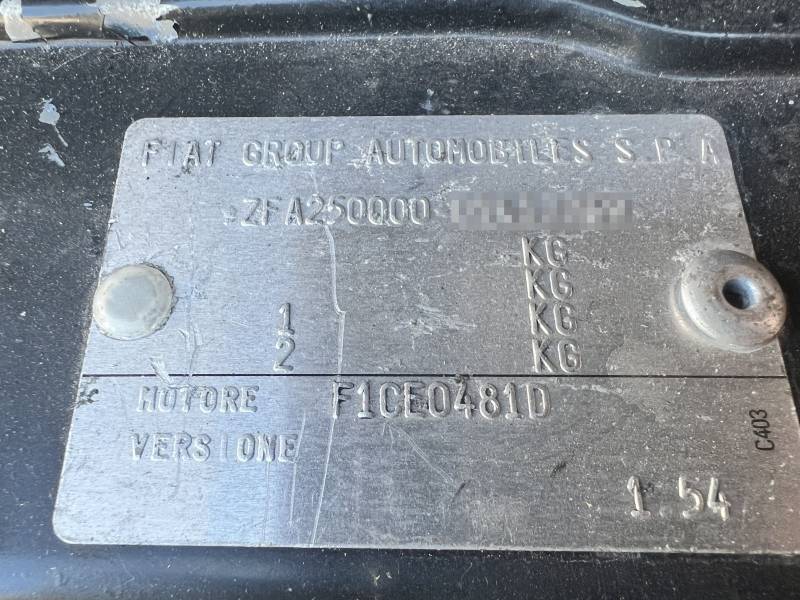 FIAT GROUP AUTOMOBILES S.P.A
ZFA250000
KG
KG
1 KG
2 KG
MOTORE F1CE0481D
VERSIONE
C403
1.54